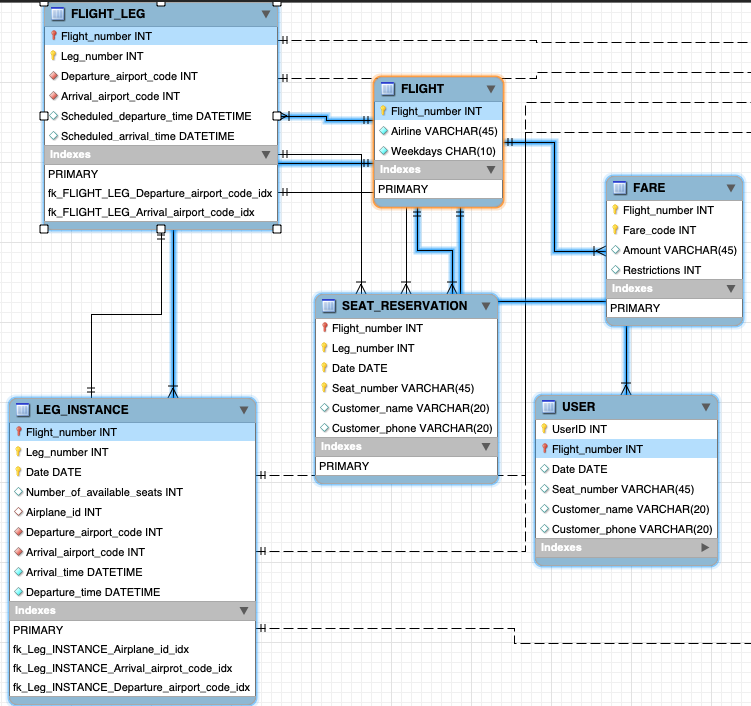 FLIGHT_LEG
Flight_number INT
Leg_number INT
Departure_airport_code INT
Arrival_airport_code INT
Scheduled_departure_time DATETIME
Scheduled_arrival_time DATETIME
Indexes
PRIMARY
fk_FLIGHT_LEG_Departure_airport_code_idx
fk_FLIGHT_LEG_Arrival_airport_code_idx
FLIGHT
Flight_number INT
Airline VARCHAR(45)
Weekdays CHAR(10)
Indexes
PRIMARY
FARE
Flight_number INT
Fare_code INT
Amount VARCHAR(45)
Restrictions INT
Indexes
PRIMARY
SEAT_RESERVATION
Flight_number INT
Leg_number INT
Date DATE
Seat_number VARCHAR(45)
Customer_name VARCHAR(20)
Customer_phone VARCHAR(20)
Indexes
PRIMARY
LEG_INSTANCE
Flight_number INT
Leg_number INT
Date DATE
Number_of_available_seats INT
Airplane_id INT
Departure_airport_code INT
Arrival_airport_code INT
Arrival_time DATETIME
Departure_time DATETIME
Indexes
PRIMARY
fk_Leg_INSTANCE_Airplane_id_idx
fk_Leg_INSTANCE_Arrival_airprot_code_idx
fk_Leg_INSTANCE_Departure_airport_code_idx
USER
UserID INT
Flight_number INT
Date DATE
Seat_number VARCHAR(45)
Customer_name VARCHAR(20)
Customer_phone VARCHAR(20)
Indexes